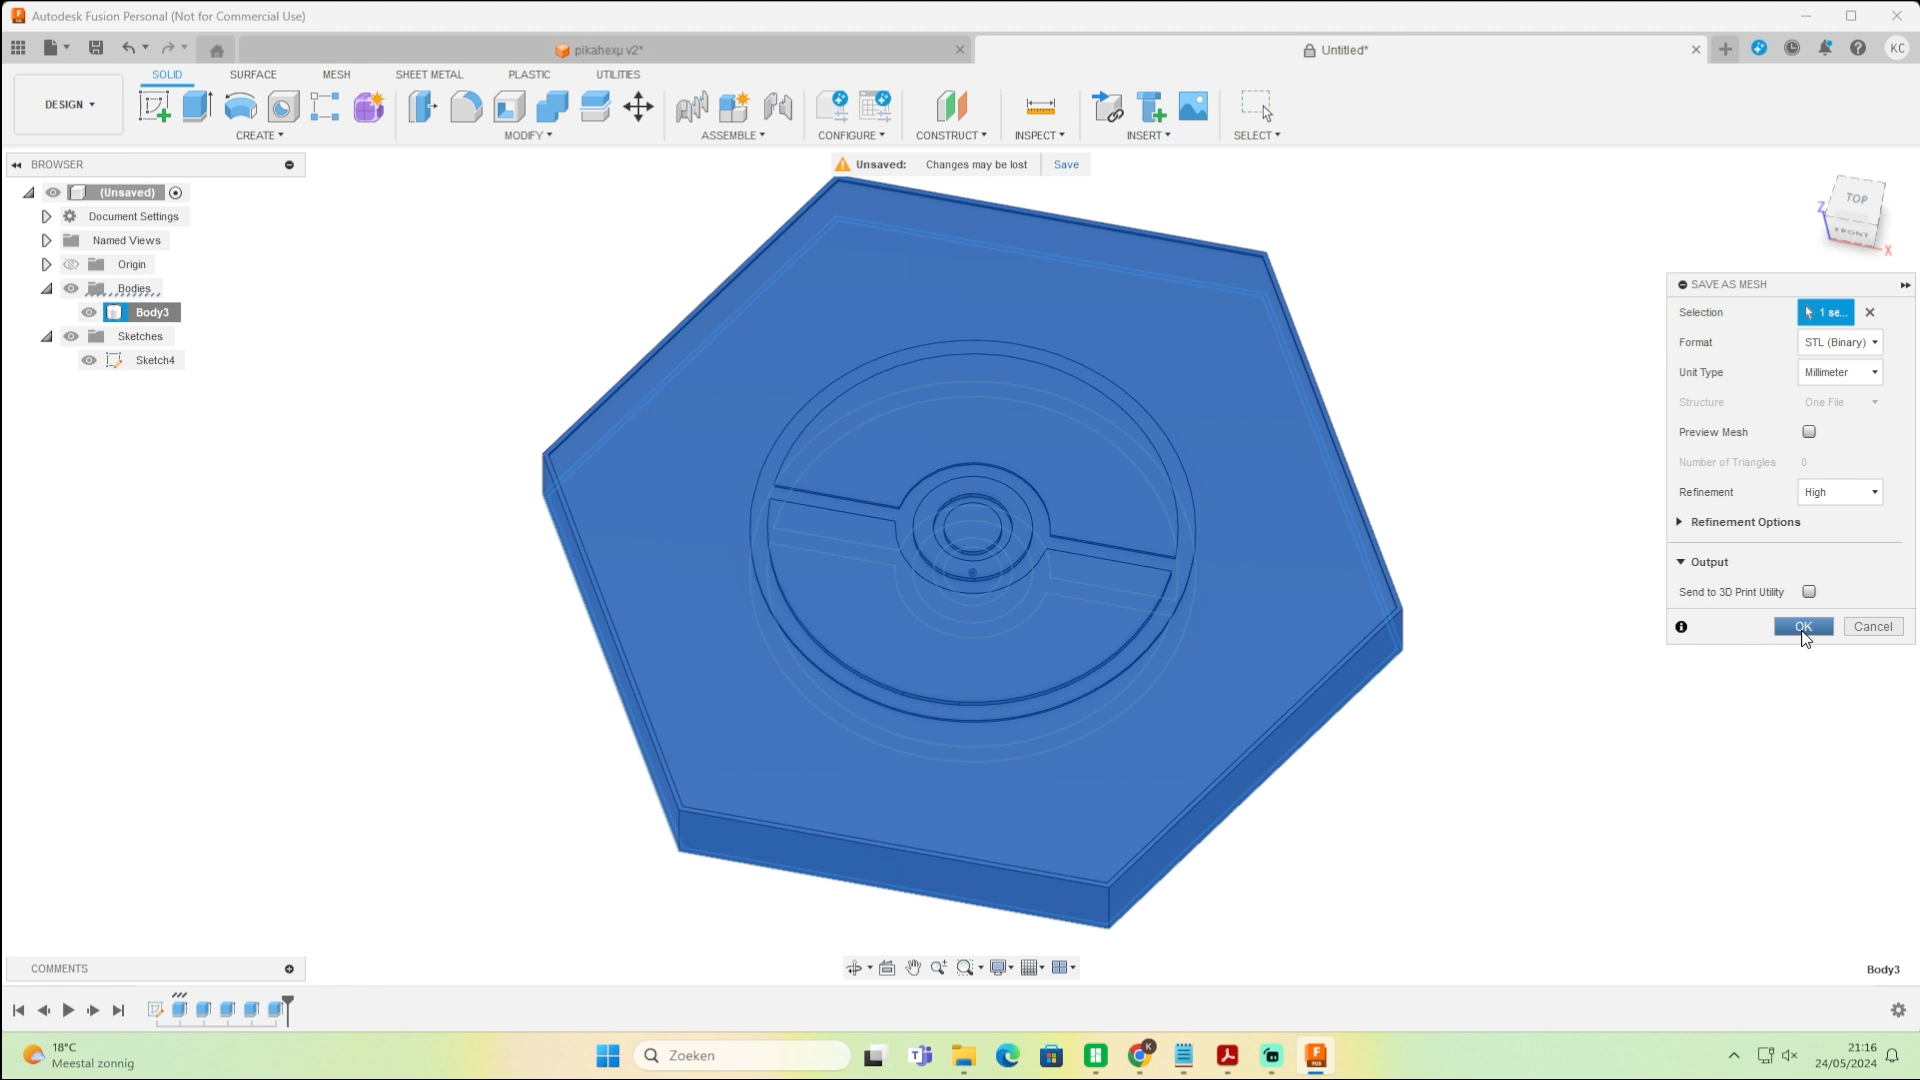 Autodesk Fusion Personal (Not for Commercial Use)
pikahexµ v2*
Untitled*
KC
SOLID SURFACE MESH SHEET METAL PLASTIC UTILITIES
DESIGN
CREATE MODIFY ASSEMBLE CONFIGURE CONSTRUCT INSPECT INSERT SELECT
BROWSER
Unsaved: Changes may be lost Save
(Unsaved)
Document Settings
Named Views
Origin
Bodies
Body3
Sketches
Sketch4
TOP
FRONT
Z
X
SAVE AS MESH
Selection 1 se...
Format STL (Binary)
Unit Type Millimeter
Structure One File
Preview Mesh
Number of Triangles 0
Refinement High
Refinement Options
Output
Send to 3D Print Utility
OK Cancel
COMMENTS
Body3
18°C
Meestal zonnig
Zoeken
K
21:16
24/05/2024